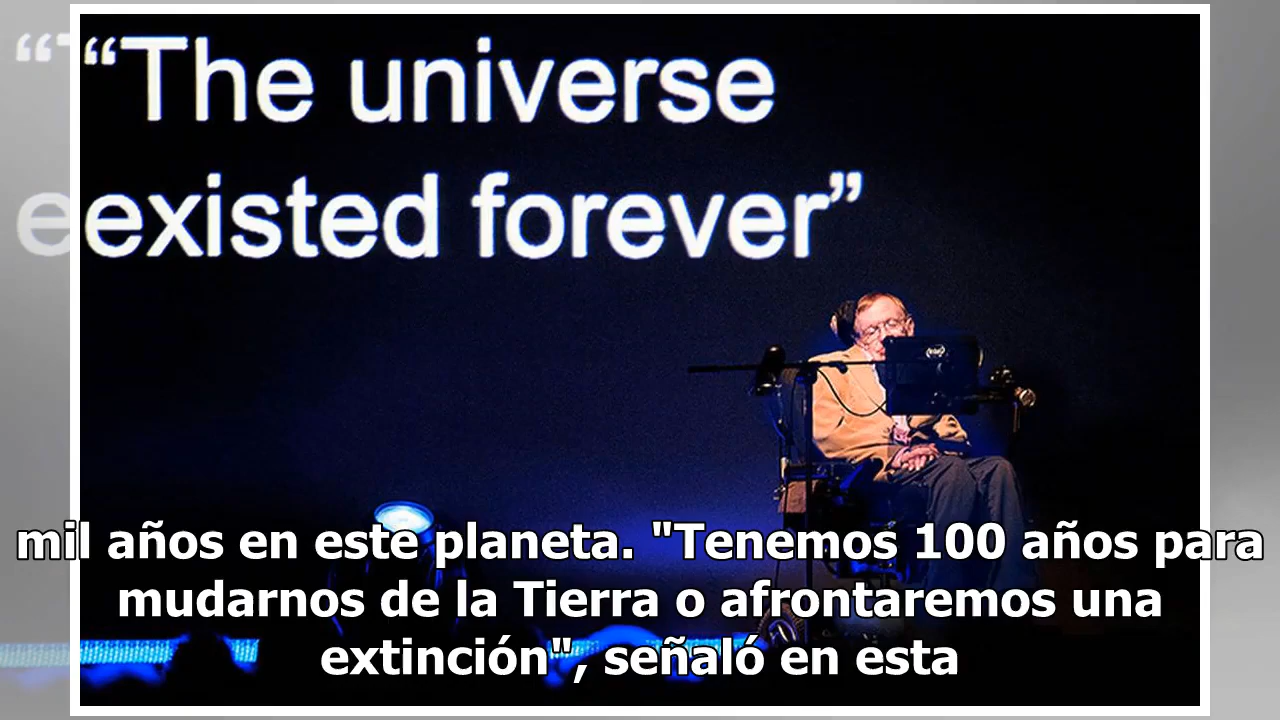 “The universe
existed forever”
mil años en este planeta. "Tenemos 100 años para
mudarnos de la Tierra o afrontaremos una
extinción", señaló en esta